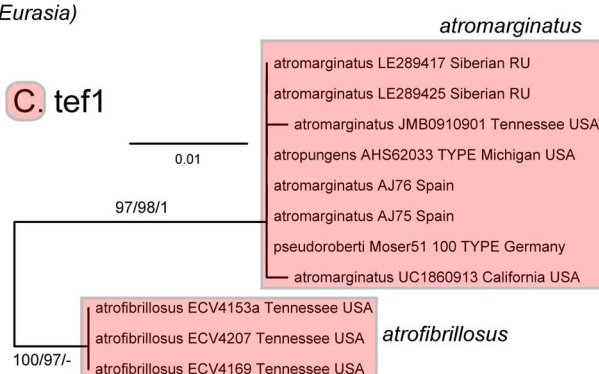 Eurasia)
atromarginatus
atromarginatus LE289417 Siberian RU
atromarginatus LE289425 Siberian RU
C. tef1
atromarginatus JMB0910901 Tennessee USA
0.01
atropungens AHS62033 TYPE Michigan USA
atromarginatus AJ76 Spain
97/98/1
atromarginatus AJ75 Spain
pseudoroberti Moser51 100 TYPE Germany
atromarginatus UC1860913 California USA
atrofibrillosus ECV4153a Tennessee USA
atrofibrillosus ECV4207 Tennessee USA
atrofibrillosus
100/97/-
atrofibrillosus ECV4169 Tennessee USA